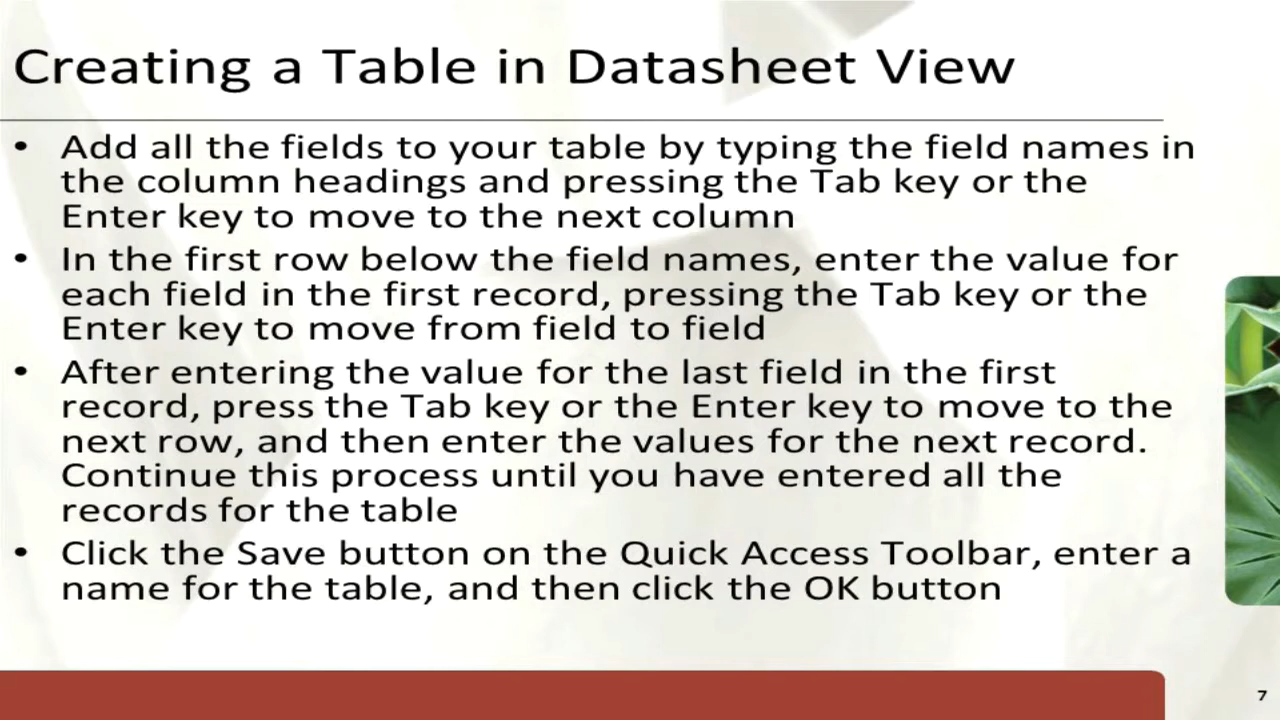 Creating a Table in Datasheet View
• Add all the fields to your table by typing the field names in
the column headings and pressing the Tab key or the
Enter key to move to the next column
• In the first row below the field names, enter the value for
each field in the first record, pressing the Tab key or the
Enter key to move from field to field
• After entering the value for the last field in the first
record, press the Tab key or the Enter key to move to the
next row, and then enter the values for the next record.
Continue this process until you have entered all the
records for the table
• Click the Save button on the Quick Access Toolbar, enter a
name for the table, and then click the OK button
7